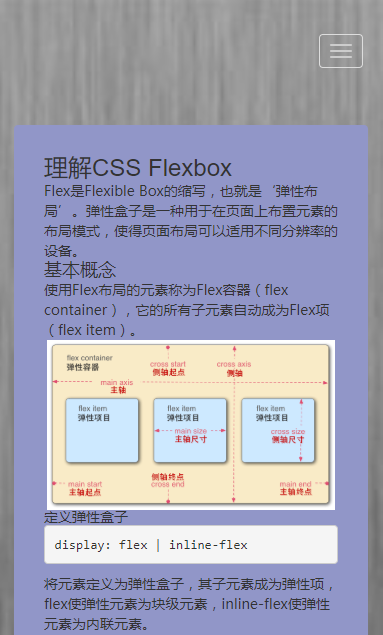 理解CSS Flexbox
Flex是Flexible Box的缩写，也就是‘弹性布
局’。弹性盒子是一种用于在页面上布置元素的
布局模式，使得页面布局可以适用不同分辨率的
设备。
基本概念
使用Flex布局的元素称为Flex容器（flex
container），它的所有子元素自动成为Flex项
（flex item）。
flex container
弹性容器
cross start
侧轴起点
cross axis
侧轴
main axis
主轴
flex item
弹性项目
flex item
弹性项目
flex item
弹性项目
main size
主轴尺寸
cross size
侧轴尺寸
main start
主轴起点
侧轴终点
cross end
main end
主轴终点
定义弹性盒子
display: flex | inline-flex
将元素定义为弹性盒子，其子元素成为弹性项，
flex使弹性元素为块级元素，inline-flex使弹性
元素为内联元素。